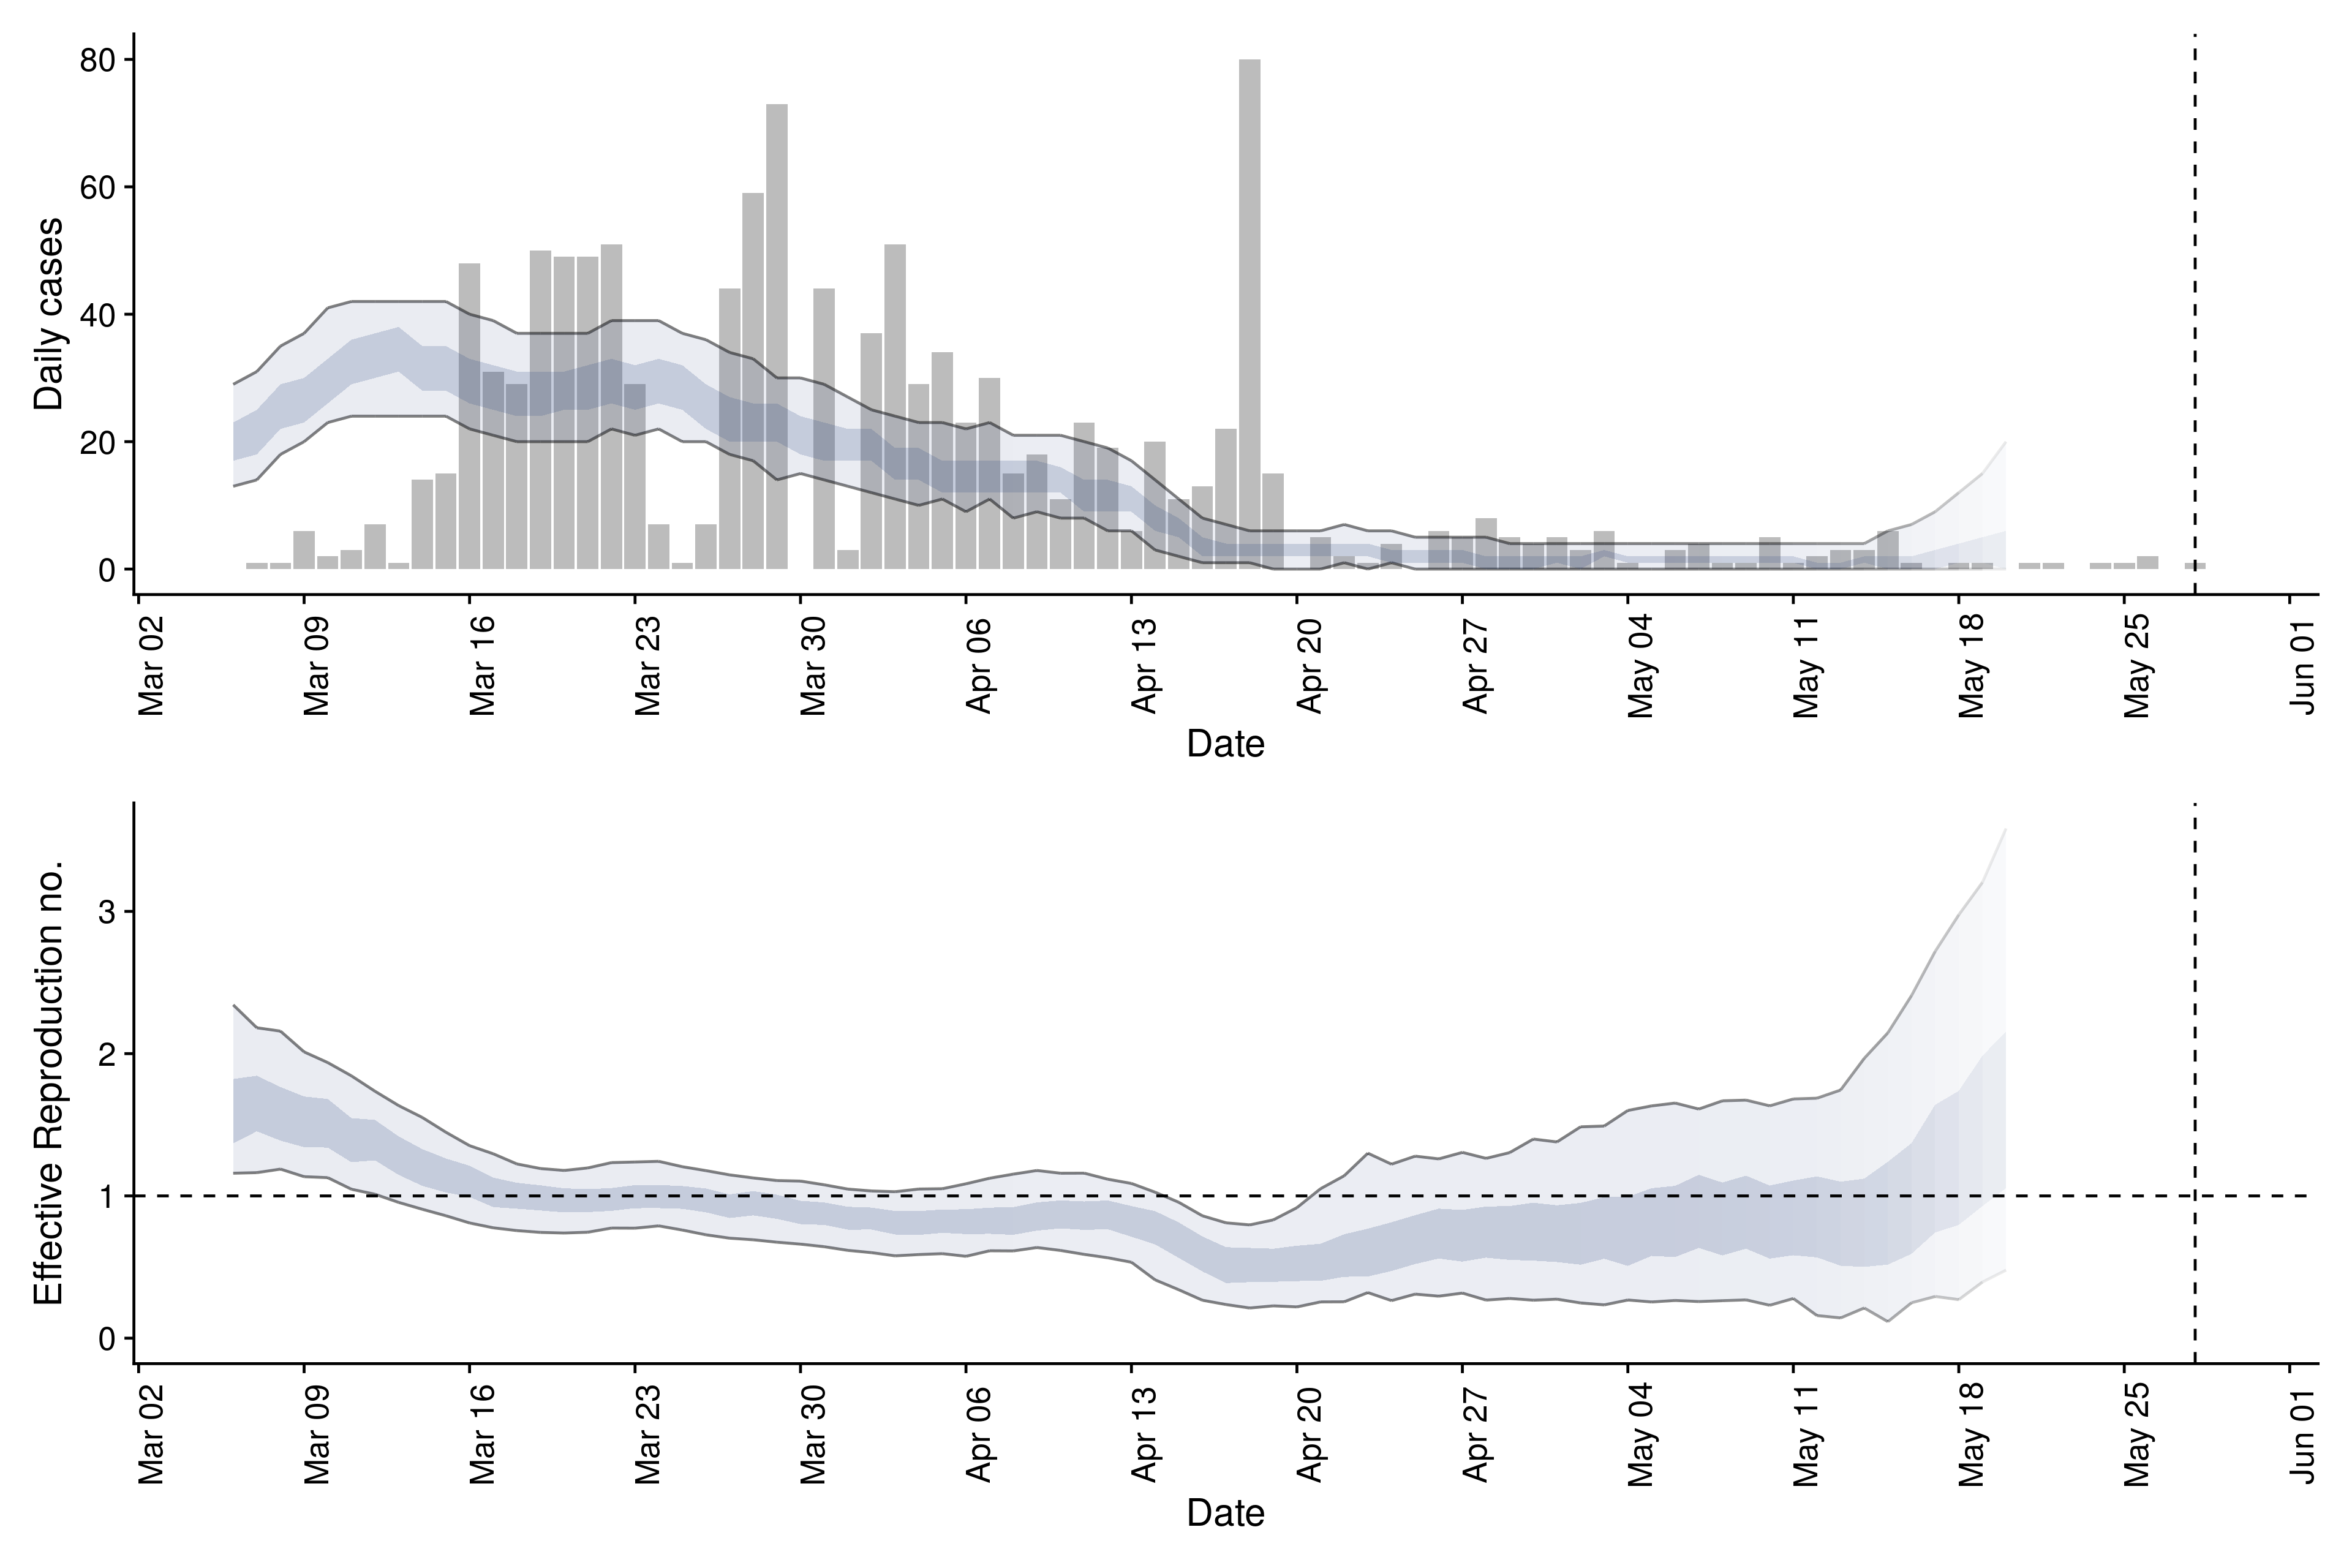 80
60
40
20
0
Daily cases
Mar 02
Mar 09
Mar 16
Mar 23
Mar 30
Apr 06
Apr 13
Apr 20
Apr 27
May 04
May 11
May 18
May 25
Jun 01
Date
3
2
1
0
Effective Reproduction no.
Mar 02
Mar 09
Mar 16
Mar 23
Mar 30
Apr 06
Apr 13
Apr 20
Apr 27
May 04
May 11
May 18
May 25
Jun 01
Date